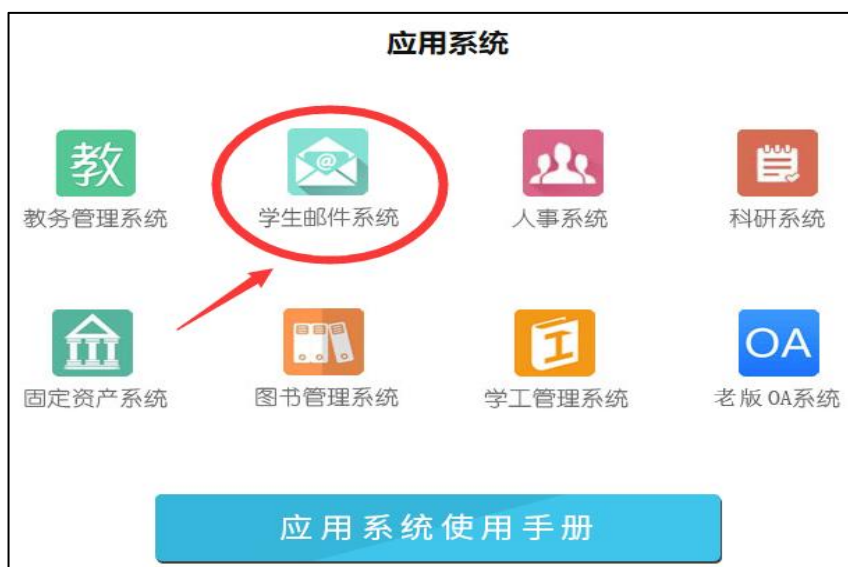 应用系统
教
@
教务管理系统 学生邮件系统 人事系统 科研系统
工 OA
固定资产系统 图书管理系统 学工管理系统 老版OA系统
应用系统使用手册